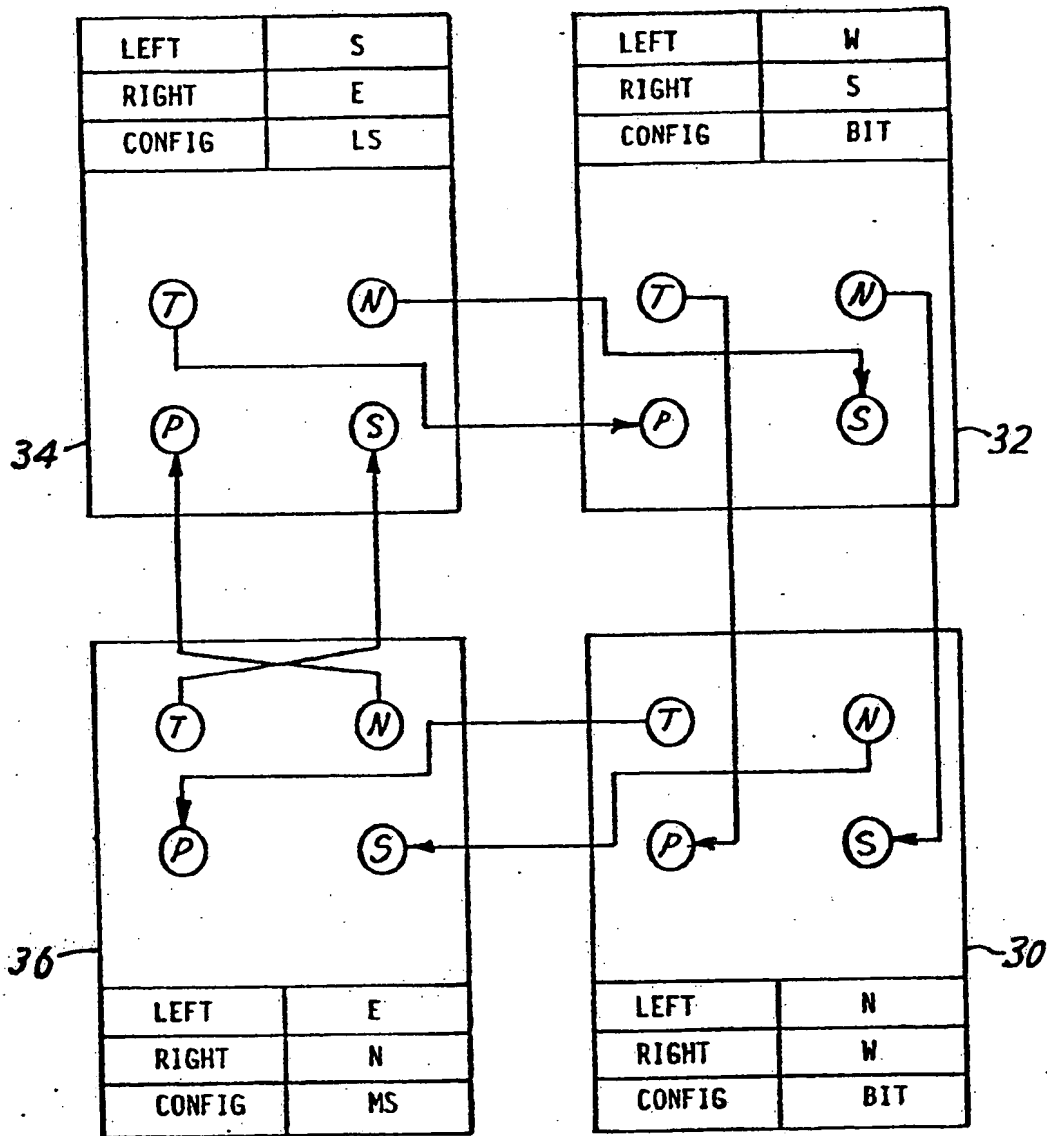 LEFT S
RIGHT E
CONFIG LS
LEFT W
RIGHT S
CONFIG BIT
T N
T N
P S
P S
34
32
T N
T N
P S
P S
36
30
LEFT E
RIGHT N
CONFIG MS
LEFT N
RIGHT W
CONFIG BIT